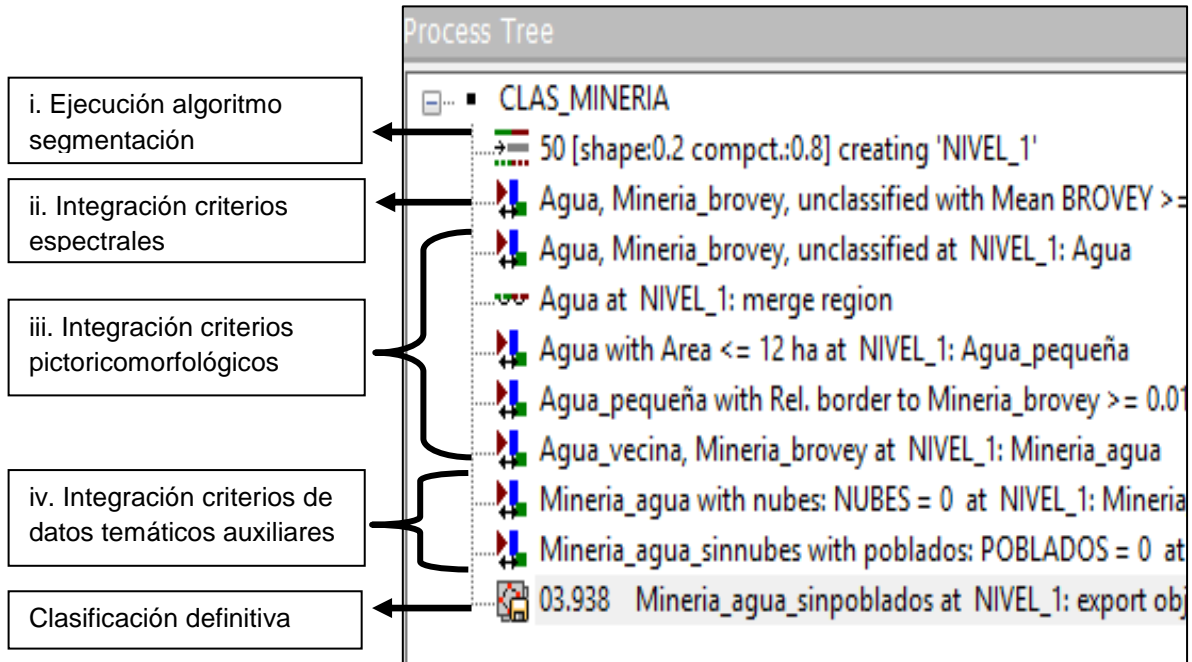 Process Tree
i. Ejecución algoritmo
segmentación
ii. Integración criterios
espectrales
iii. Integración criterios
pictoricomorfológicos
iv. Integración criterios de
datos temáticos auxiliares
Clasificación definitiva
CLAS_MINERIA
50 [shape:0.2 compct.:0.8] creating 'NIVEL_1'
Agua, Mineria_brovey, unclassified with Mean BROVEY >=
Agua, Mineria_brovey, unclassified at NIVEL_1: Agua
Agua at NIVEL_1: merge region
Agua with Area <= 12 ha at NIVEL_1: Agua_pequeña
Agua_pequeña with Rel. border to Mineria_brovey >= 0.01
Agua_vecina, Mineria_brovey at NIVEL_1: Mineria_agua
Mineria_agua with nubes: NUBES = 0 at NIVEL_1: Mineria
Mineria_agua_sinnubes with poblados: POBLADOS = 0 at
03.938 Mineria_agua_sinpoblados at NIVEL_1: export obj